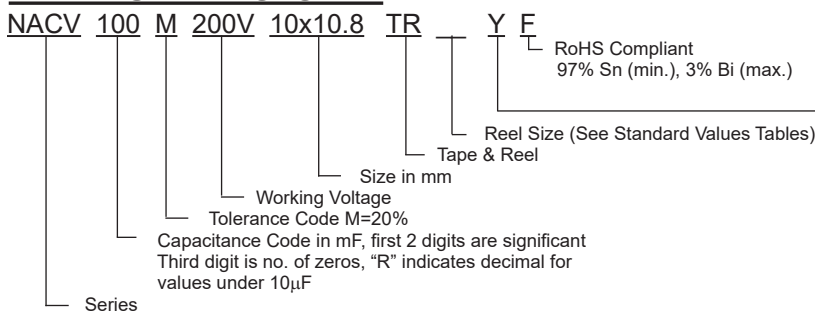 NACV 100 M 200V 10x10.8 TR __ Y F
RoHS Compliant
97% Sn (min.), 3% Bi (max.)
Reel Size (See Standard Values Tables)
Tape & Reel
Size in mm
Working Voltage
Tolerance Code M=20%
Capacitance Code in mF, first 2 digits are significant
Third digit is no. of zeros, “R” indicates decimal for
values under 10μF
Series